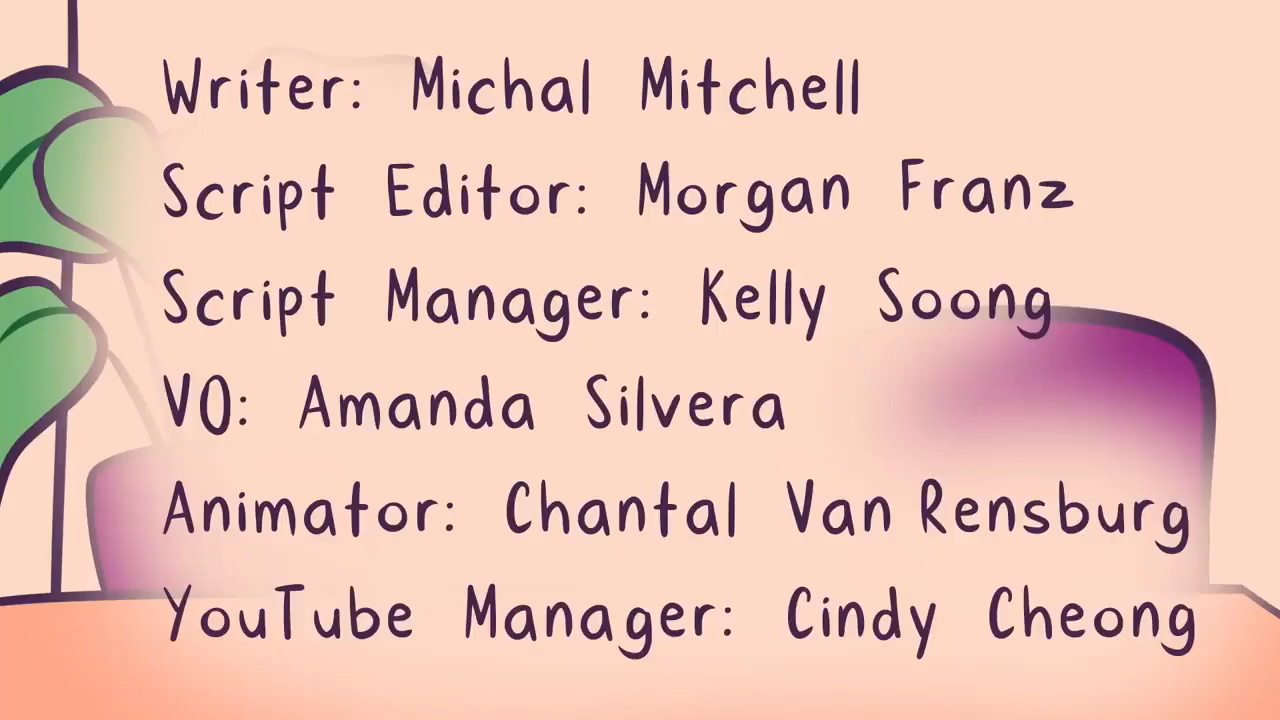 Writer: Michal Mitchell
Script Editor: Morgan Franz
Script Manager: Kelly Soong
VO: Amanda Silvera
Animator: Chantal Van Rensburg
YouTube Manager: Cindy Cheong